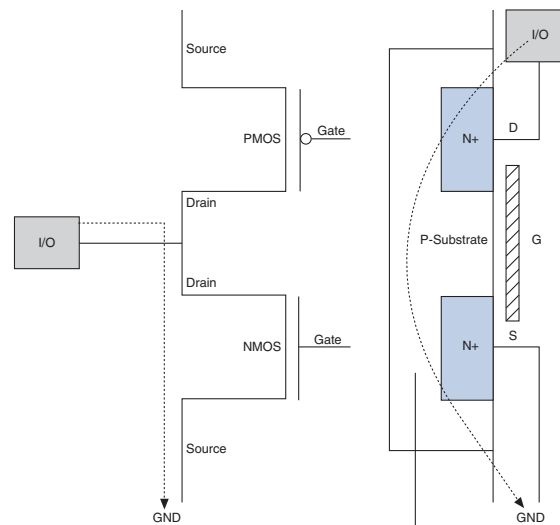 Source
PMOS
Gate
Drain
I/O
Drain
NMOS
Gate
Source
GND
I/O
N+
D
P-Substrate
G
N+
S
GND